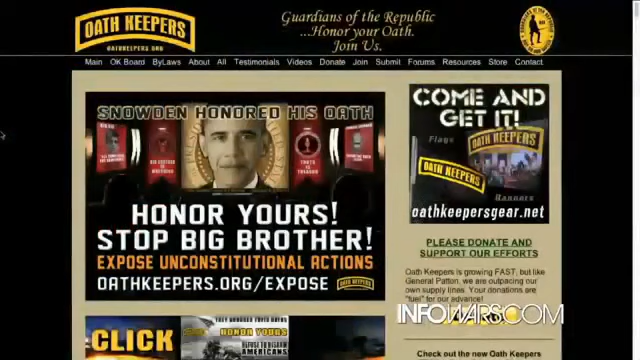 OATH KEEPERS
OATHKEEPERS.ORG
Guardians of the Republic
...Honor your Oath.
Join Us.
Main OK Board ByLaws About All Testimonials Videos Donate Join Submit Forums Resources Store Contact
SNOWDEN HONORED HIS OATH
HONOR YOURS!
STOP BIG BROTHER!
EXPOSE UNCONSTITUTIONAL ACTIONS
OATHKEEPERS.ORG/EXPOSE
OATH KEEPERS
CLICK
HONOR YOURS
COME AND
GET IT!
Flags
OATH KEEPERS
OATH KEEPERS
Banners
oathkeepersgear.net
PLEASE DONATE AND
SUPPORT OUR EFFORTS
Oath Keepers is growing FAST, but like
General Patton, we are outpacing our
own supply lines. Your donations are
"fuel" for our advance!
INFOWARS.COM
Check out the new Oath Keepers